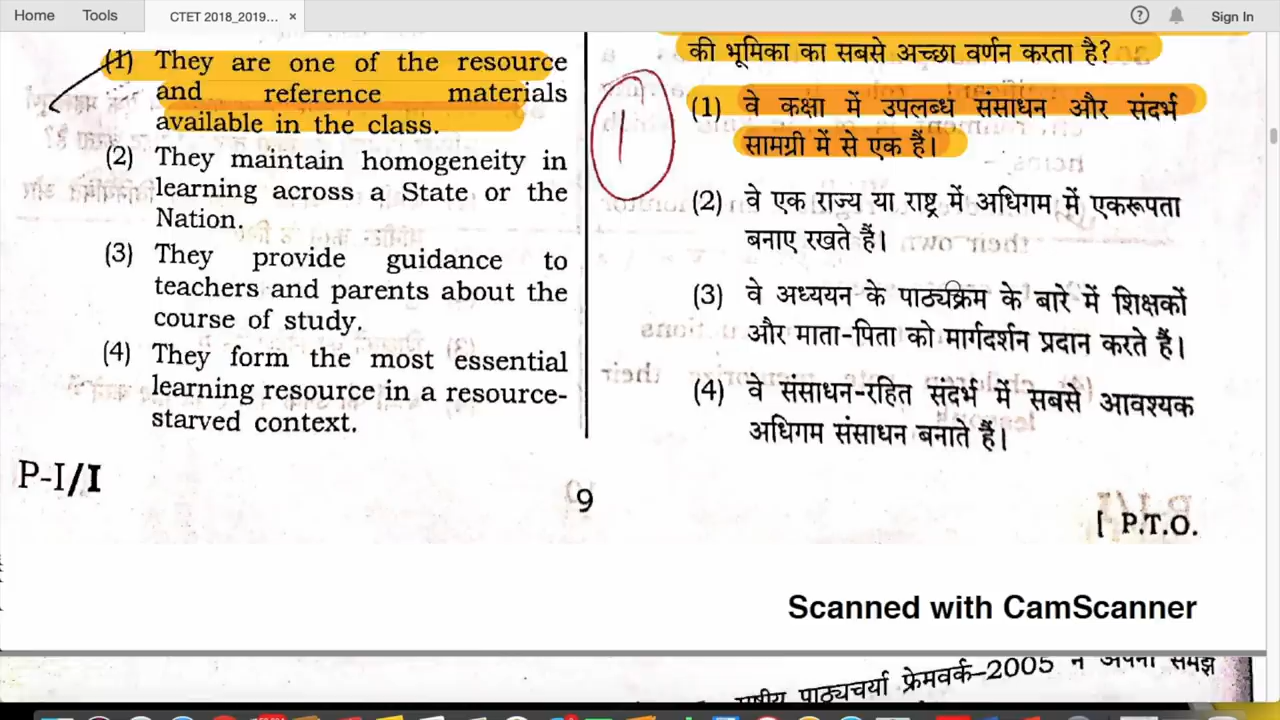 Home Tools CTET 2018_2019... × Sign In
(1) They are one of the resource
and reference materials
available in the class.
(2) They maintain homogeneity in
learning across a State or the
Nation.
(3) They provide guidance to
teachers and parents about the
course of study.
(4) They form the most essential
learning resource in a resource-
starved context.
की भूमिका का सबसे अच्छा वर्णन करता है?
1
(1) वे कक्षा में उपलब्ध संसाधन और संदर्भ
सामग्री में से एक हैं।
(2) वे एक राज्य या राष्ट्र में अधिगम में एकरूपता
बनाए रखते हैं।
(3) वे अध्ययन के पाठ्यक्रम के बारे में शिक्षकों
और माता-पिता को मार्गदर्शन प्रदान करते हैं।
(4) वे संसाधन-रहित संदर्भ में सबसे आवश्यक
अधिगम संसाधन बनाते हैं।
P-I/I
9
[ P.T.O.
Scanned with CamScanner
पाठ्यचर्या फ्रेमवर्क–2005 ने अपनी समझ